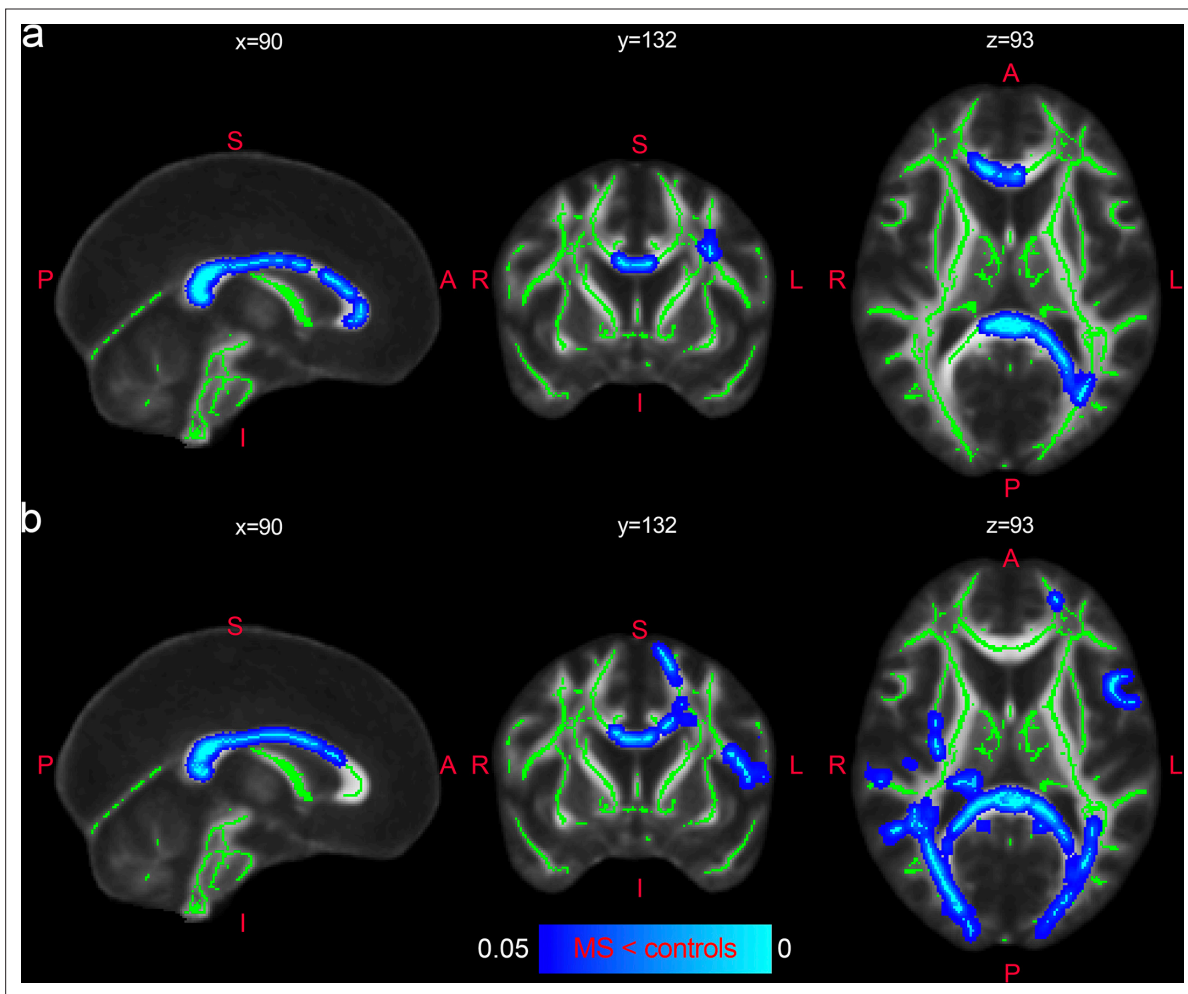 a
x=90 y=132 z=93
A
S S
P A R L R L
I I
P
b
x=90 y=132 z=93
A
S S
P A R L R L
I I
0.05 MS < controls 0
P